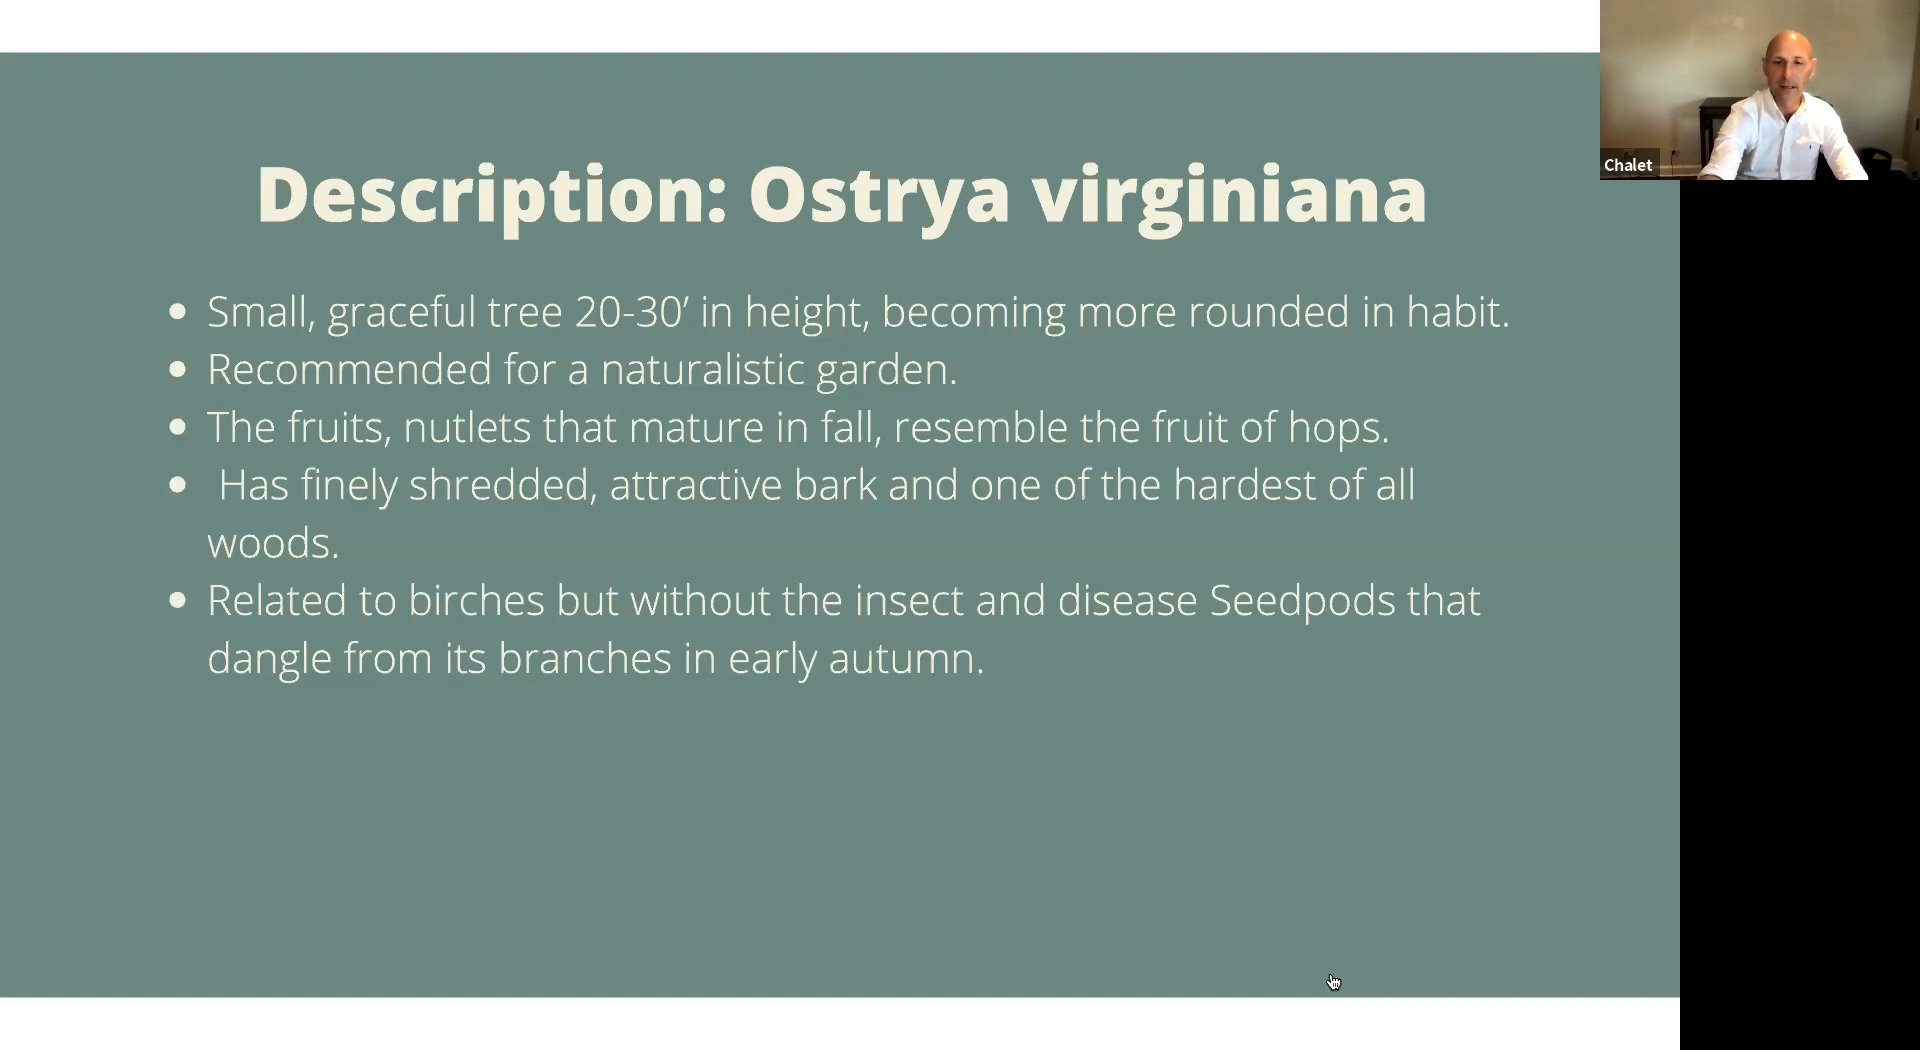 Description: Ostrya virginiana
• Small, graceful tree 20-30’ in height, becoming more rounded in habit.
• Recommended for a naturalistic garden.
• The fruits, nutlets that mature in fall, resemble the fruit of hops.
• Has finely shredded, attractive bark and one of the hardest of all
woods.
• Related to birches but without the insect and disease Seedpods that
dangle from its branches in early autumn.
Chalet